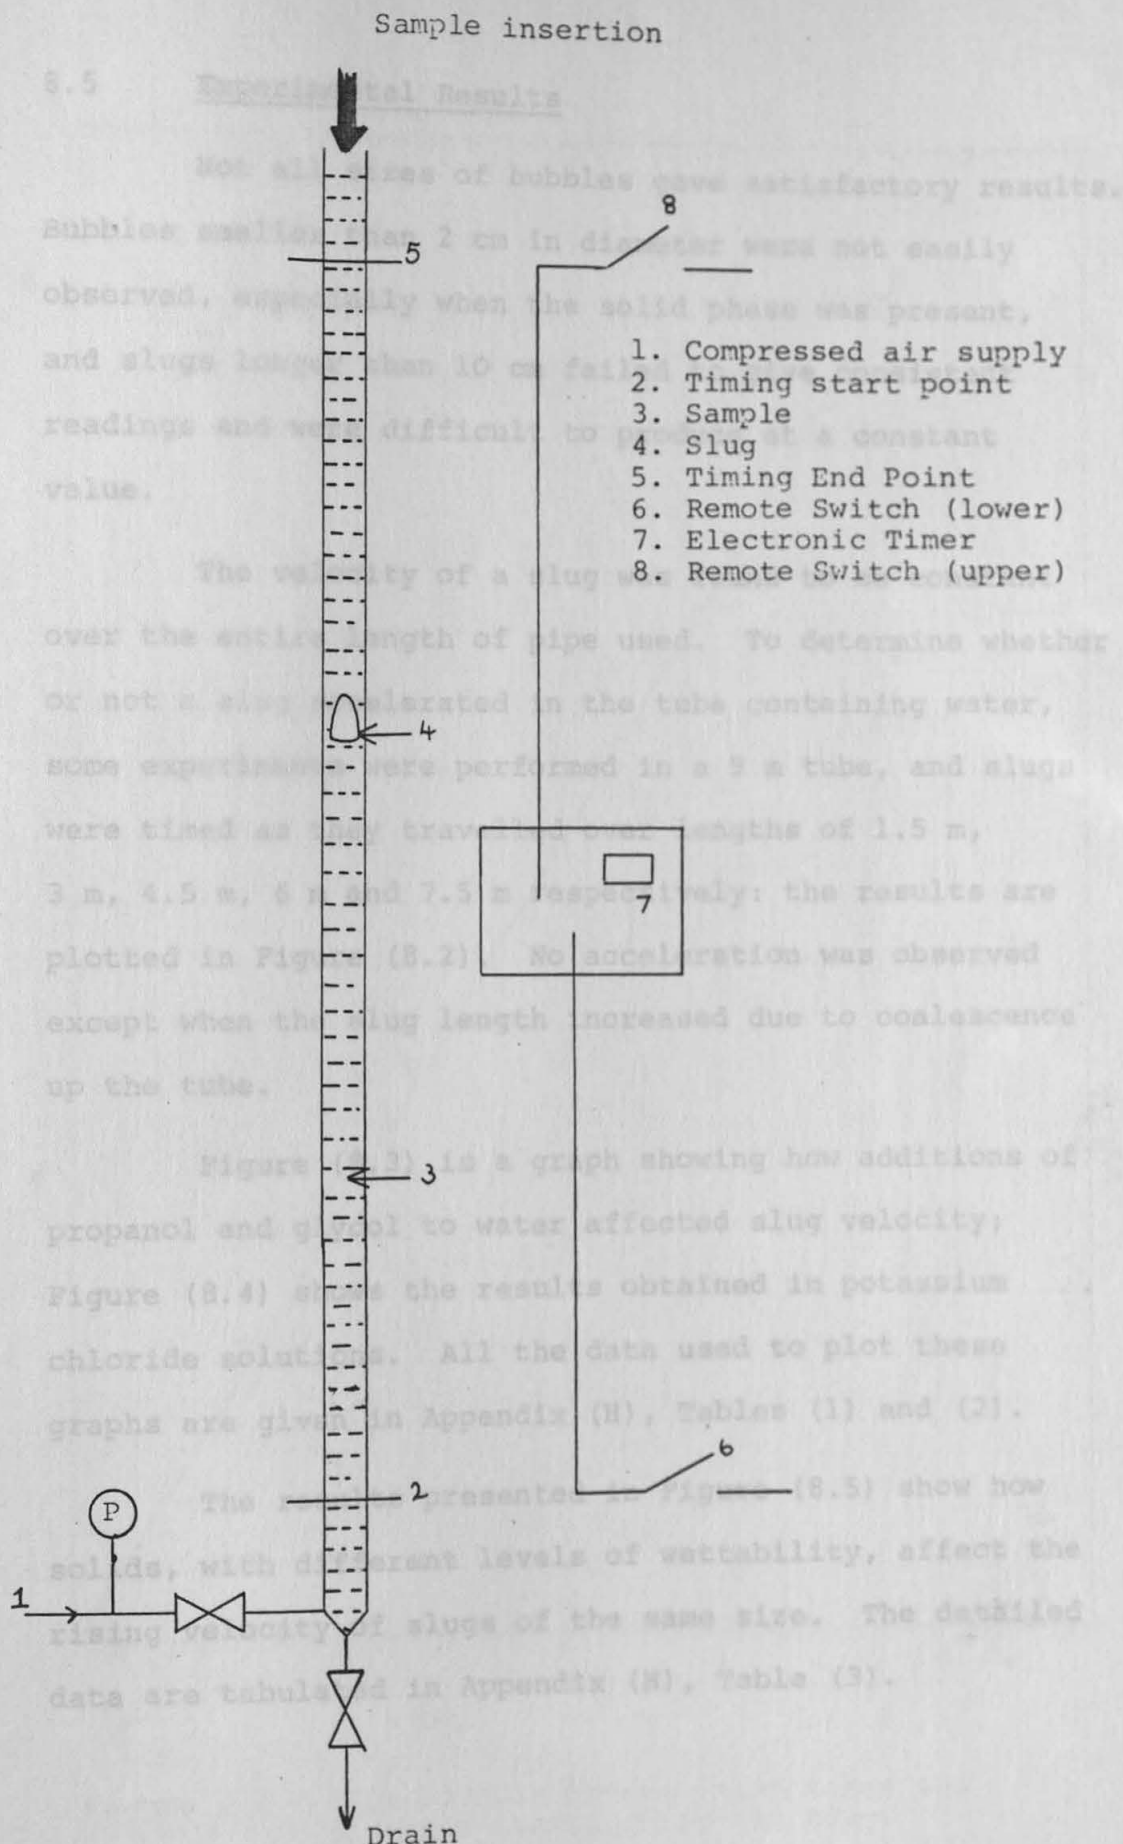 Sample insertion
8
5
1. Compressed air supply
2. Timing start point
3. Sample
4. Slug
5. Timing End Point
6. Remote Switch (lower)
7. Electronic Timer
8. Remote Switch (upper)
4
7
3
6
2
P
1
Drain
8.5 Experimental Results
Not all sizes of bubbles gave satisfactory results.
Bubbles smaller than 2 cm in diameter were not easily
observed, especially when the solid phase was present,
and slugs longer than 10 cm failed
readings and were difficult to produce at a constant
value.
The velocity of a slug was
over the entire length of pipe used. To determine whether
or not a slug accelerated in the tube containing water,
some experiments were performed in a 9 m tube, and slugs
were timed as they travelled over lengths of 1.5 m,
3 m, 4.5 m, 6 m and 7.5 m respectively: the results are
plotted in Figure (8.2). No acceleration was observed
except when the slug length increased due to coalescence
up the tube.
Figure (8.3) is a graph showing how additions of
propanol and glycol to water affected slug velocity;
Figure (8.4) shows the results obtained in potassium
chloride solutions. All the data used to plot these
graphs are given in Appendix (H), Tables (1) and (2).
The results presented in Figure (8.5) show how
solids, with different levels of wettability, affect the
rising velocity of slugs of the same size. The detailed
data are tabulated in Appendix (H), Table (3).